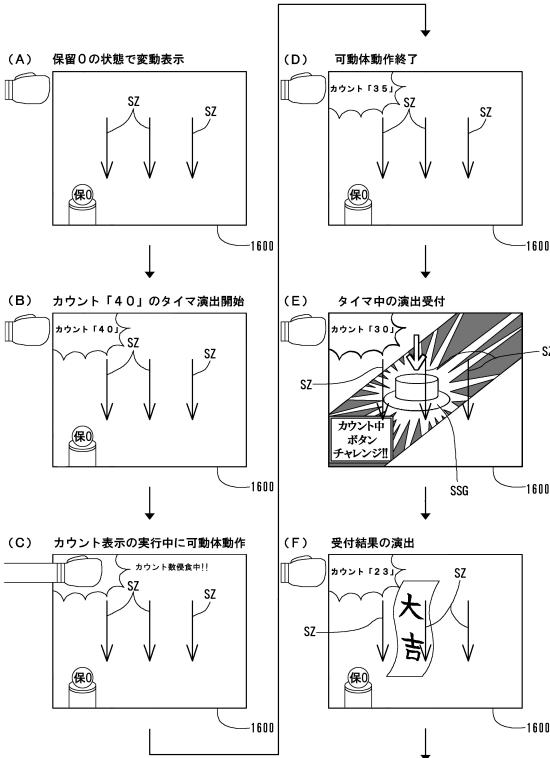 (A) 保留0の状態で変動表示
SZ
SZ
保0
1600
(B) カウント「40」のタイマ演出開始
カウント「40」
SZ
SZ
保0
1600
(C) カウント表示の実行中に可動体動作
カウント数侵食中!!
SZ
SZ
保0
1600
(D) 可動体動作終了
カウント「35」
SZ
SZ
保0
1600
(E) タイマ中の演出受付
カウント「30」
SZ
SZ
カウント中
ボタン
チャレンジ!!
SSG
1600
(F) 受付結果の演出
カウント「23」
SZ
SZ
大吉
保0
1600